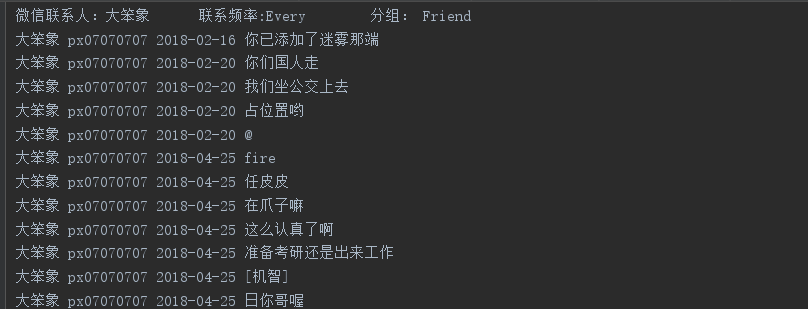 微信联系人：大笨象 联系频率:Every 分组： Friend
大笨象 px07070707 2018-02-16 你已添加了迷雾那端
大笨象 px07070707 2018-02-20 你们国人走
大笨象 px07070707 2018-02-20 我们坐公交上去
大笨象 px07070707 2018-02-20 占位置哟
大笨象 px07070707 2018-02-20 @
大笨象 px07070707 2018-04-25 fire
大笨象 px07070707 2018-04-25 任皮皮
大笨象 px07070707 2018-04-25 在爪子嘛
大笨象 px07070707 2018-04-25 这么认真了啊
大笨象 px07070707 2018-04-25 准备考研还是出来工作
大笨象 px07070707 2018-04-25 [机智]
大笨象 px07070707 2018-04-25 日你哥喔